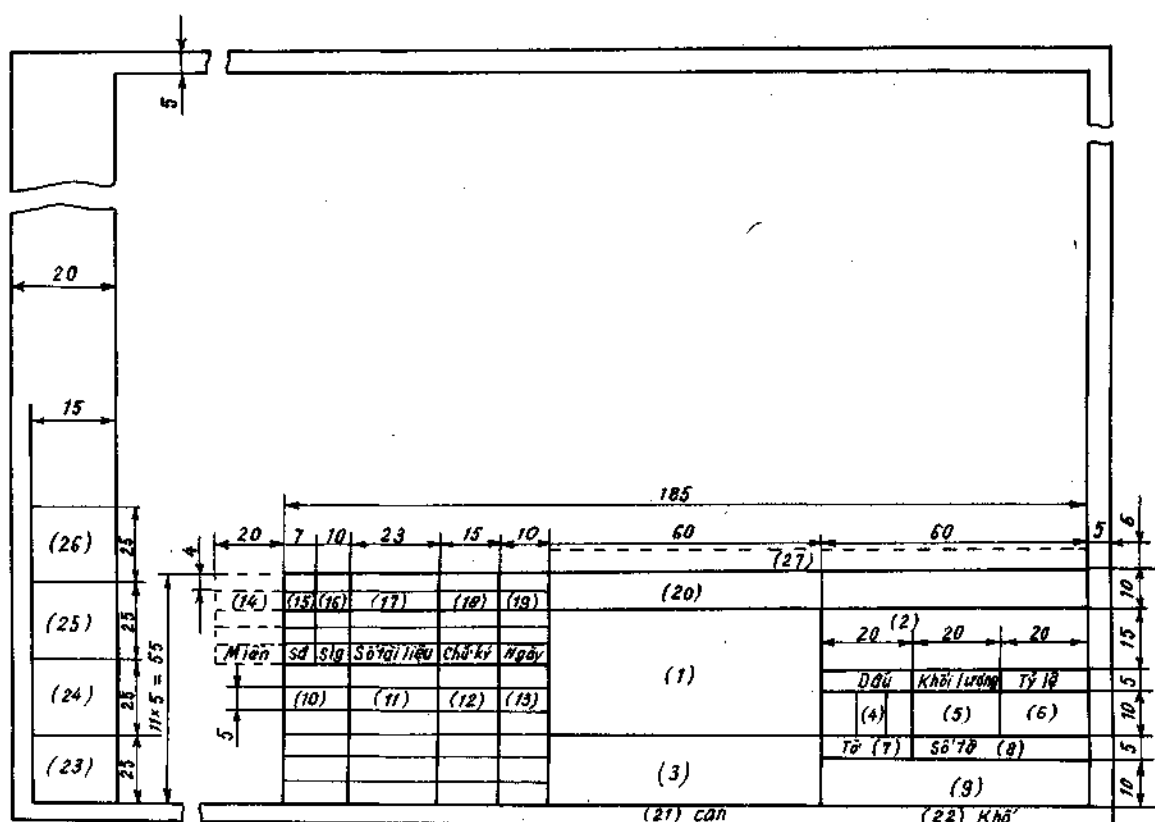 5
20
15
185
20 7 10 23 15 10 60 60 5 6
4
(27)
(26) 25
(14) (15) (16) (17) (18) (19) (20) 10
(2)
20 20 20 15
(25) 25
Miền sđ slg Số tài liệu Chữ ký Ngày
(1)
Dấu Khối lượng Tỷ lệ 5
11×5=55
(24) 25
(10) (11) (12) (13)
5
(4) (5) (6) 10
Tờ (7) Số tờ (8) 5
(23) 25
(3)
(9) 10
(21) can (22) Khổ